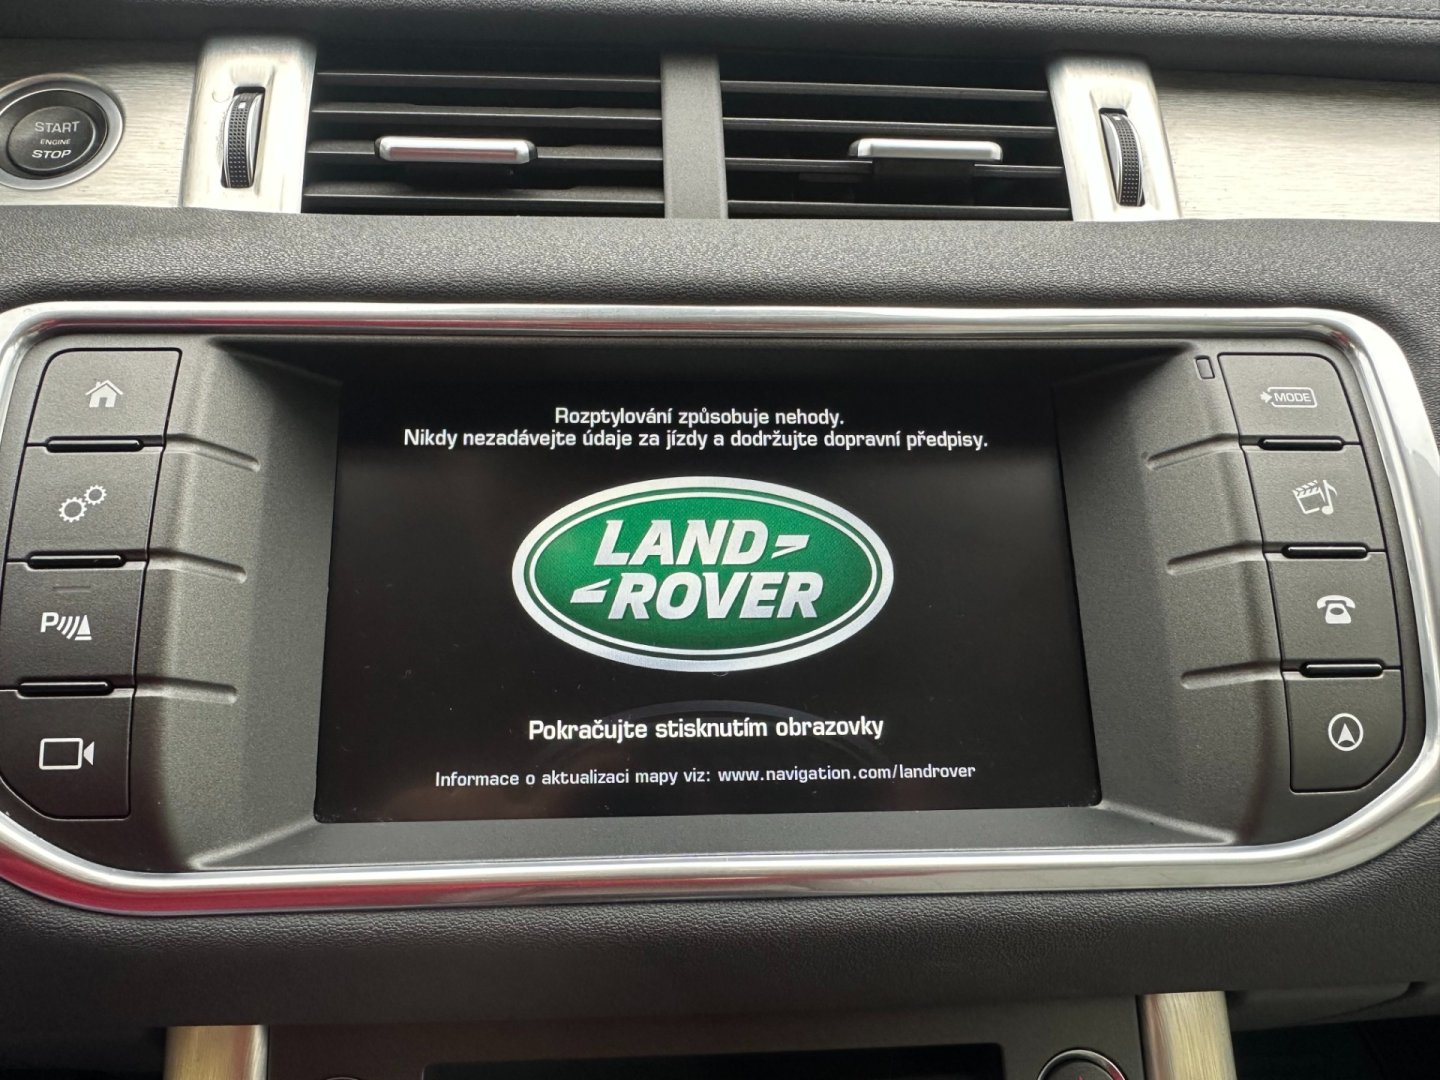 START
ENGINE
STOP
MODE
Rozptylování způsobuje nehody.
Nikdy nezadávejte údaje za jízdy a dodržujte dopravní předpisy.
LAND
ROVER
P
Pokračujte stisknutím obrazovky
Informace o aktualizaci mapy viz: www.navigation.com/landrover